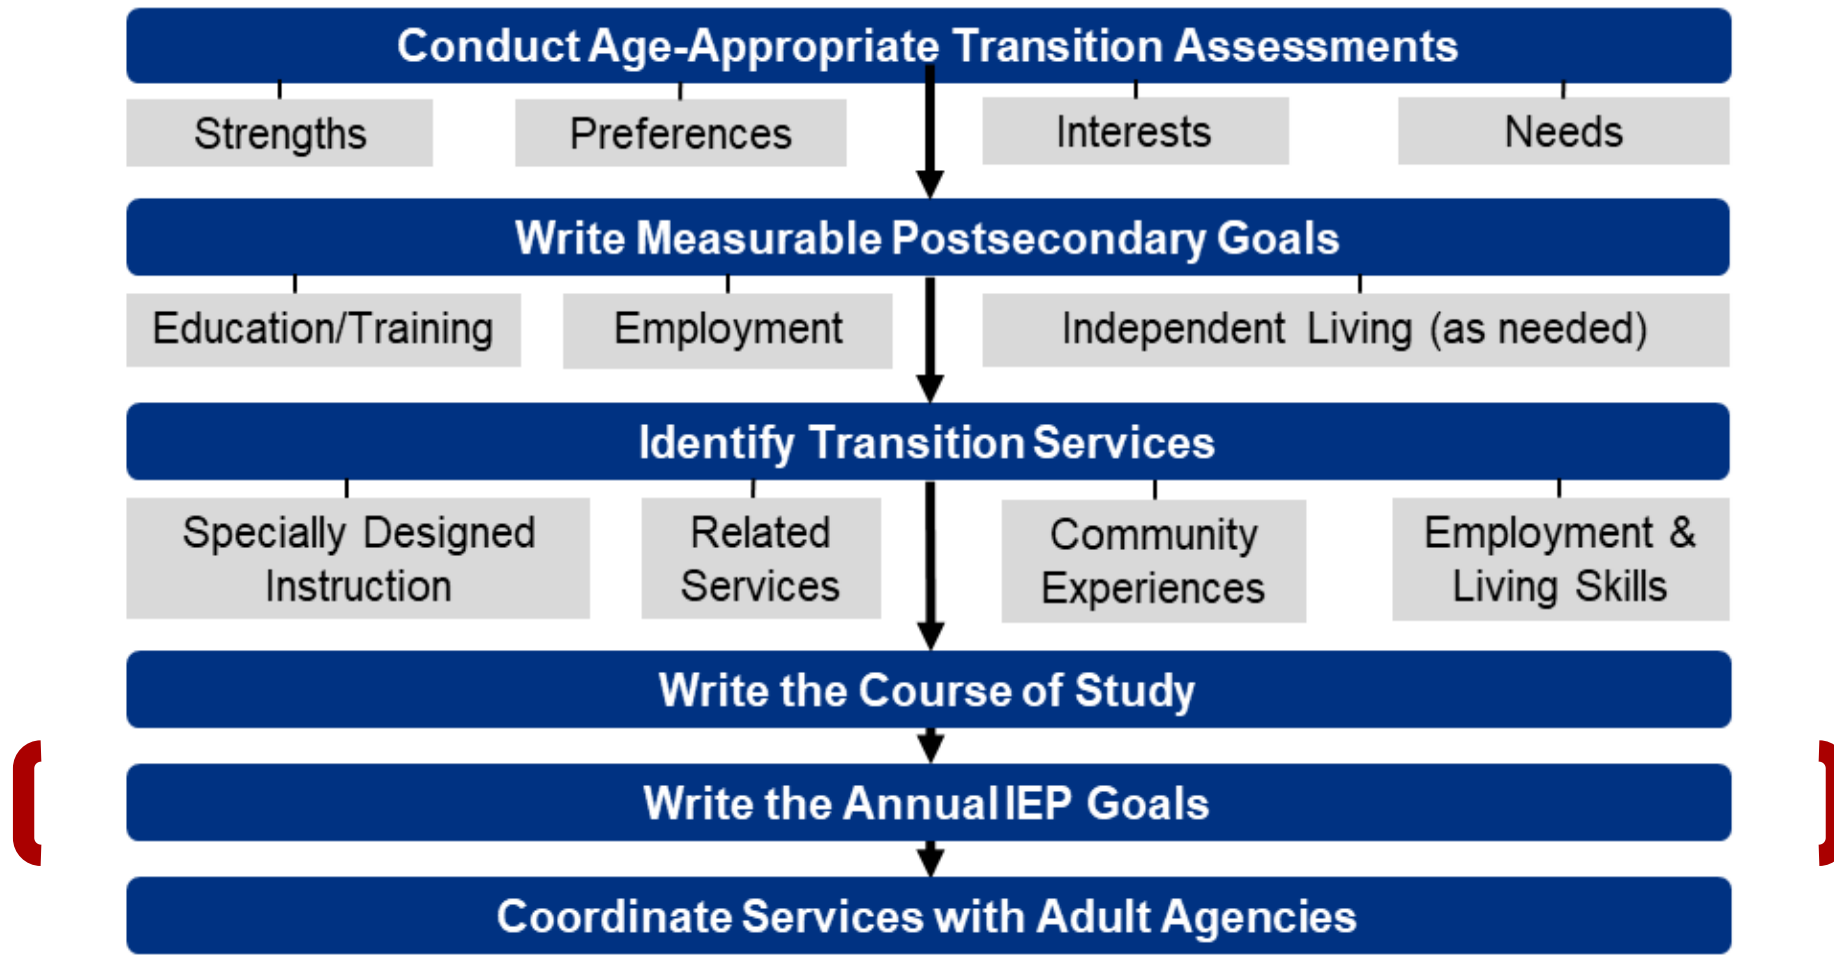 Conduct Age-Appropriate Transition Assessments
Strengths
Preferences
Interests
Needs
Write Measurable Postsecondary Goals
Education/Training
Employment
Independent Living (as needed)
Identify Transition Services
Specially Designed
Instruction
Related
Services
Community
Experiences
Employment &
Living Skills
Write the Course of Study
Write the Annual IEP Goals
Coordinate Services with Adult Agencies